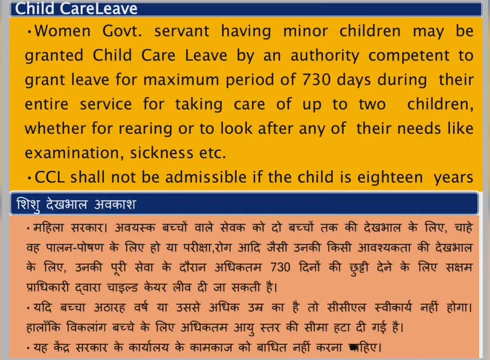 Child CareLeave
•Women Govt. servant having minor children may be
granted Child Care Leave by an authority competent to
grant leave for maximum period of 730 days during their
entire service for taking care of up to two children,
whether for rearing or to look after any of their needs like
examination, sickness etc.
•CCL shall not be admissible if the child is eighteen years
शिशु देखभाल अवकाश
• महिला सरकार। अवयस्क बच्चों वाले सेवक को दो बच्चों तक की देखभाल के लिए, चाहे
वह पालन-पोषण के लिए हो या परीक्षा,रोग आदि जैसी उनकी किसी आवश्यकता की देखभाल
के लिए, उनकी पूरी सेवा के दौरान अधिकतम 730 दिनों की छुट्टी देने के लिए सक्षम
प्राधिकारी द्वारा चाइल्ड केयर लीव दी जा सकती है।
• यदि बच्चा अठारह वर्ष या उससे अधिक उम्र का है तो सीसीएल स्वीकार्य नहीं होगा।
हालाँकि विकलांग बच्चे के लिए अधिकतम आयु स्तर की सीमा हटा दी गई है।
• यह केंद्र सरकार के कार्यालय के कामकाज को बाधित नहीं करना